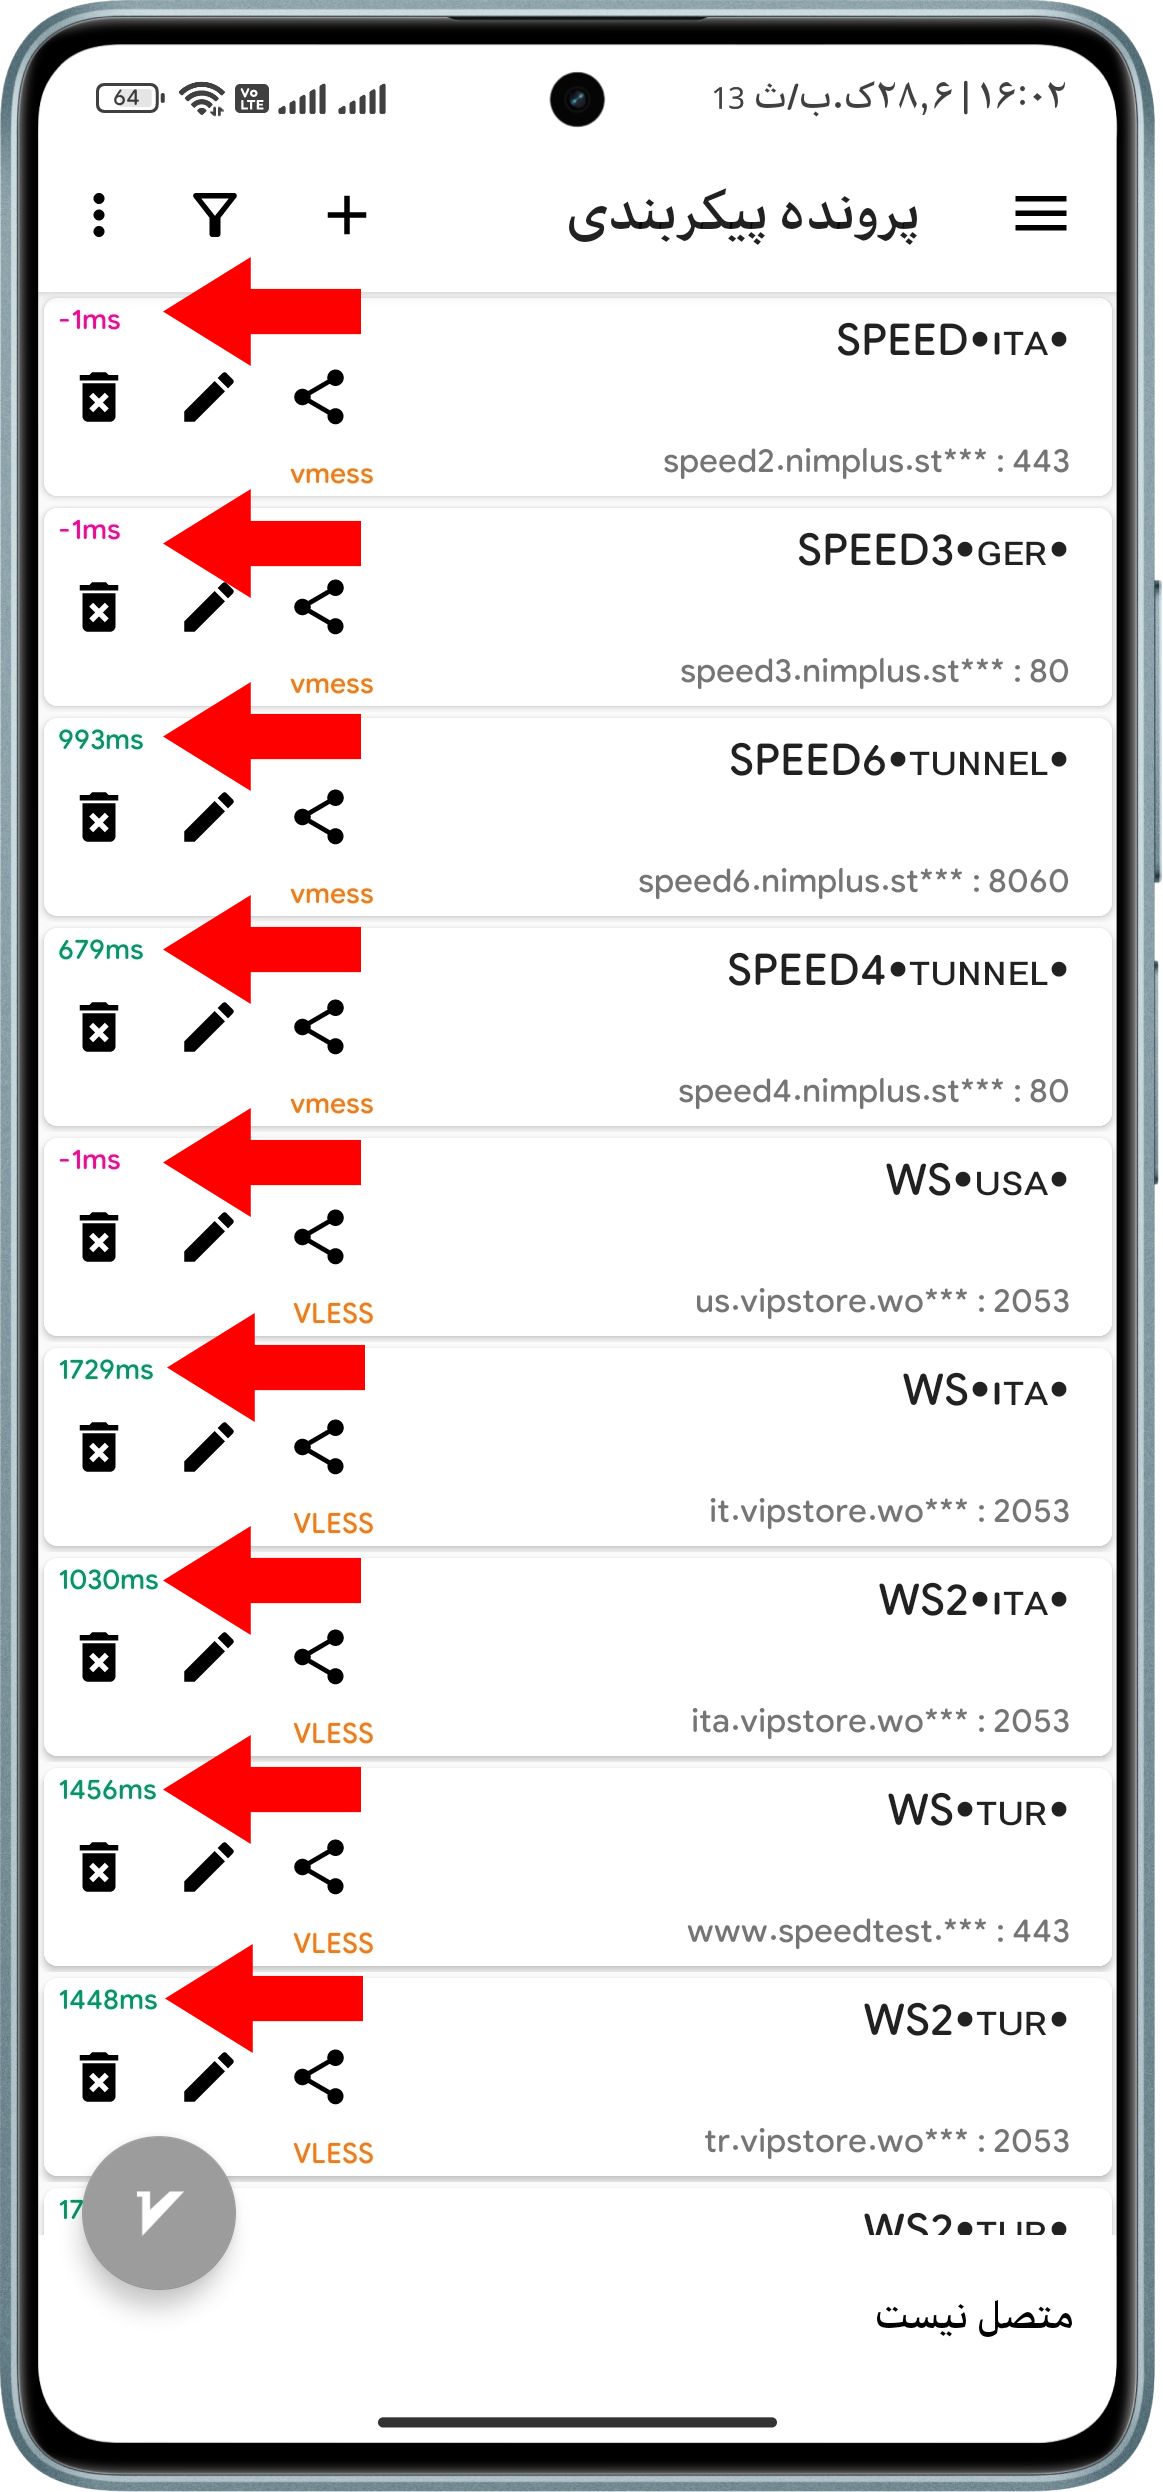 ۱۶:۰۲ | ۲۸,۶ک.ب/ث 13
64
Vo LTE
پرونده پیکربندی
SPEED•ITA•
-1ms
speed2.nimplus.st*** : 443
vmess
SPEED3•GER•
-1ms
speed3.nimplus.st*** : 80
vmess
SPEED6•TUNNEL•
993ms
speed6.nimplus.st*** : 8060
vmess
SPEED4•TUNNEL•
679ms
speed4.nimplus.st*** : 80
vmess
WS•USA•
-1ms
us.vipstore.wo*** : 2053
VLESS
WS•ITA•
1729ms
it.vipstore.wo*** : 2053
VLESS
WS2•ITA•
1030ms
ita.vipstore.wo*** : 2053
VLESS
WS•TUR•
1456ms
www.speedtest.*** : 443
VLESS
WS2•TUR•
1448ms
tr.vipstore.wo*** : 2053
VLESS
WS2•TUR•
17
متصل نیست